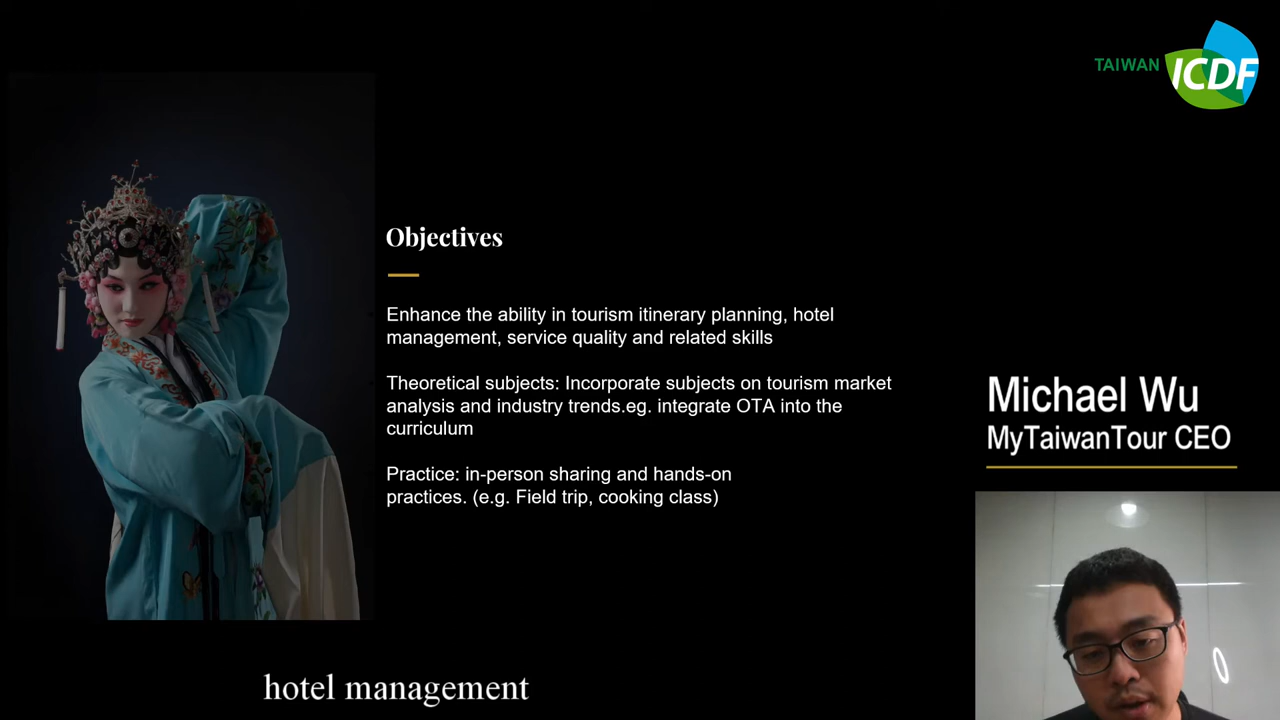 TAIWAN ICDF
Objectives
Enhance the ability in tourism itinerary planning, hotel
management, service quality and related skills
Theoretical subjects: Incorporate subjects on tourism market
analysis and industry trends.eg. integrate OTA into the
curriculum
Practice: in-person sharing and hands-on
practices. (e.g. Field trip, cooking class)
Michael Wu
MyTaiwanTour CEO
hotel management